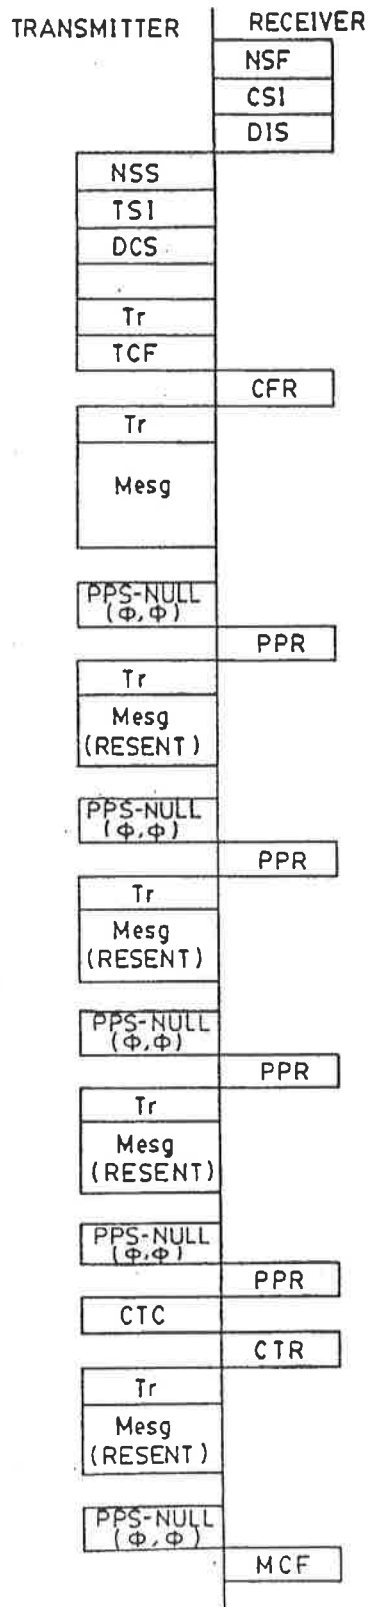 TRANSMITTER RECEIVER
NSF
CSI
DIS
NSS
TSI
DCS
Tr
TCF
CFR
Tr
Mesg
PPS-NULL
(Φ,Φ)
PPR
Tr
Mesg
(RESENT)
PPS-NULL
(Φ,Φ)
PPR
Tr
Mesg
(RESENT)
PPS-NULL
(Φ,Φ)
PPR
Tr
Mesg
(RESENT)
PPS-NULL
(Φ,Φ)
PPR
CTC
CTR
Tr
Mesg
(RESENT)
PPS-NULL
(Φ,Φ)
MCF